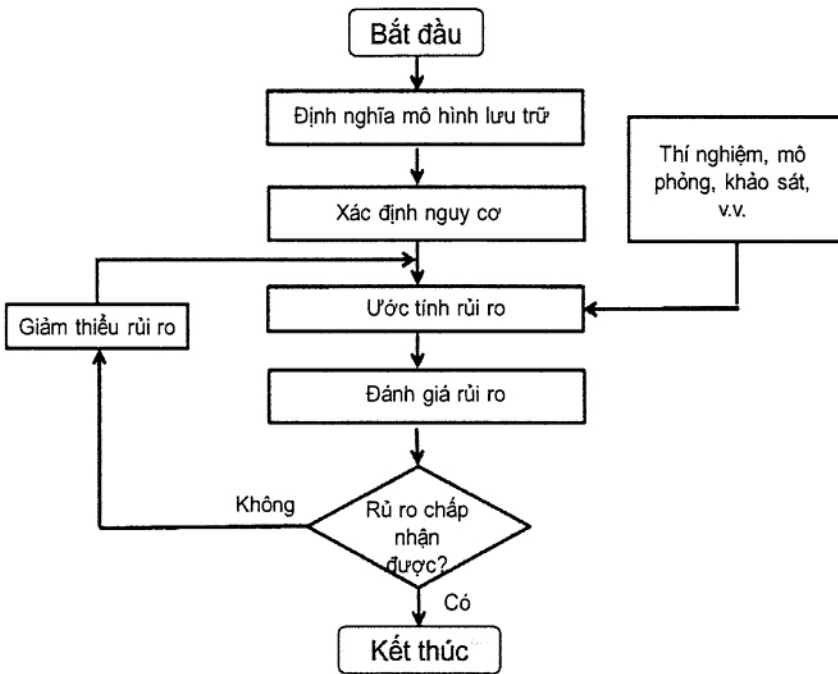 Bắt đầu
Định nghĩa mô hình lưu trữ
Thí nghiệm, mô
phỏng, khảo sát,
v.v.
Xác định nguy cơ
Giảm thiểu rủi ro
Ước tính rủi ro
Đánh giá rủi ro
Không
Rủ ro chấp
nhận
được?
Có
Kết thúc